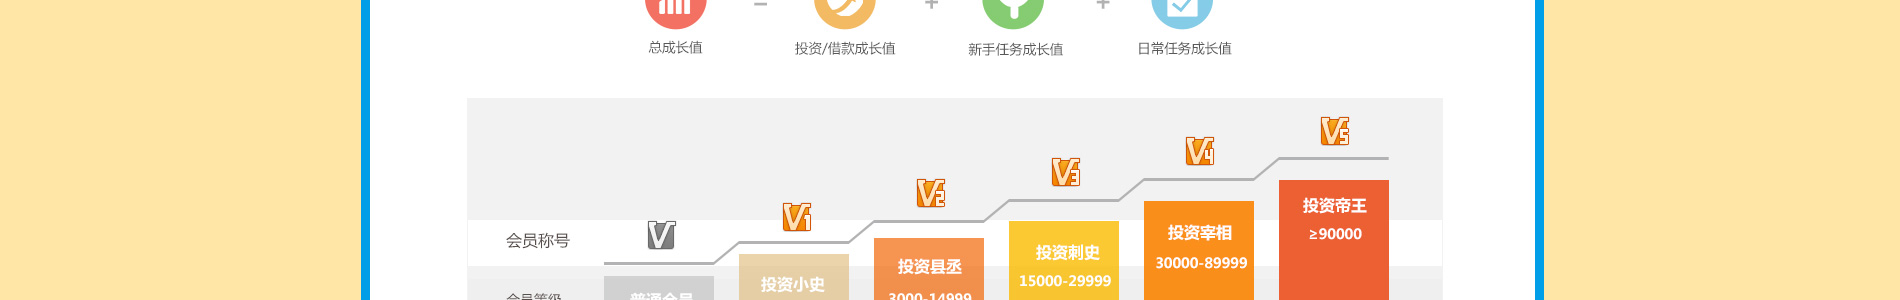 = + +
总成长值 投资/借款成长值 新手任务成长值 日常任务成长值
V5
V4
V3
V2
V1
V
投资帝王
≥90000
投资宰相
30000-89999
投资刺史
15000-29999
投资县丞
3000-14999
投资小史
会员称号
普通会员
会员等级